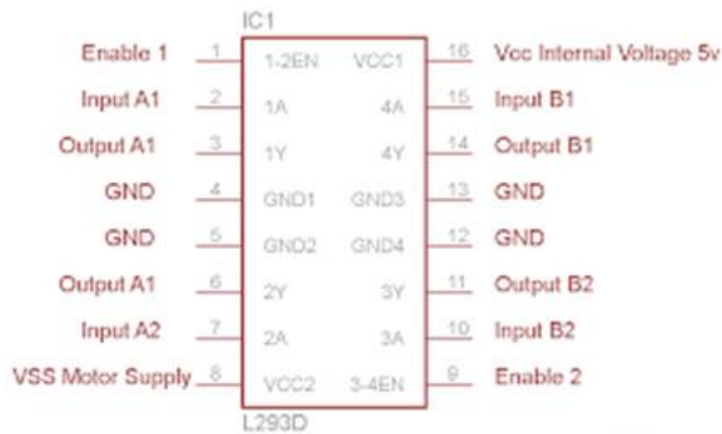 IC1
Enable 1 1 1-2EN VCC1 16 Vcc Internal Voltage 5v
Input A1 2 1A 4A 15 Input B1
Output A1 3 1Y 4Y 14 Output B1
GND 4 GND1 GND3 13 GND
GND 5 GND2 GND4 12 GND
Output A1 6 2Y 3Y 11 Output B2
Input A2 7 2A 3A 10 Input B2
VSS Motor Supply 8 VCC2 3-4EN 9 Enable 2
L293D